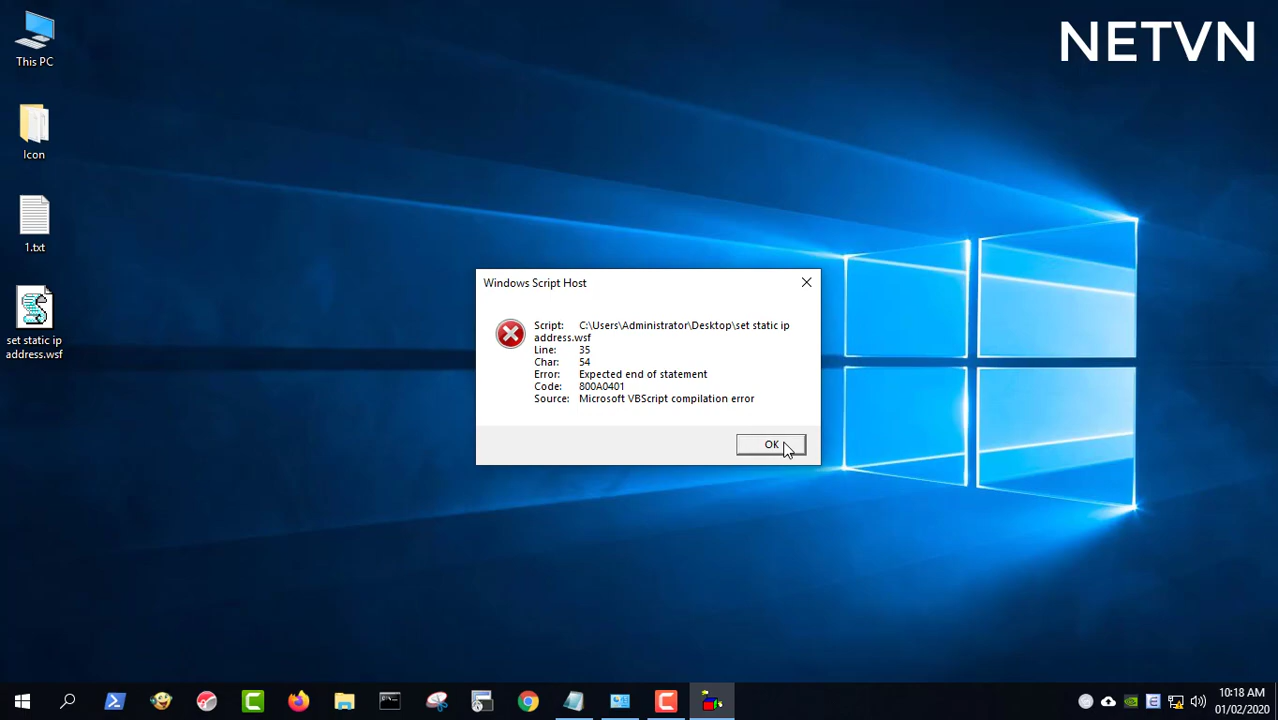 NETVN
This PC
Icon
1.txt
set static ip
address.wsf
Windows Script Host
Script: C:\Users\Administrator\Desktop\set static ip
address.wsf
Line: 35
Char: 54
Error: Expected end of statement
Code: 800A0401
Source: Microsoft VBScript compilation error
OK
10:18 AM
01/02/2020